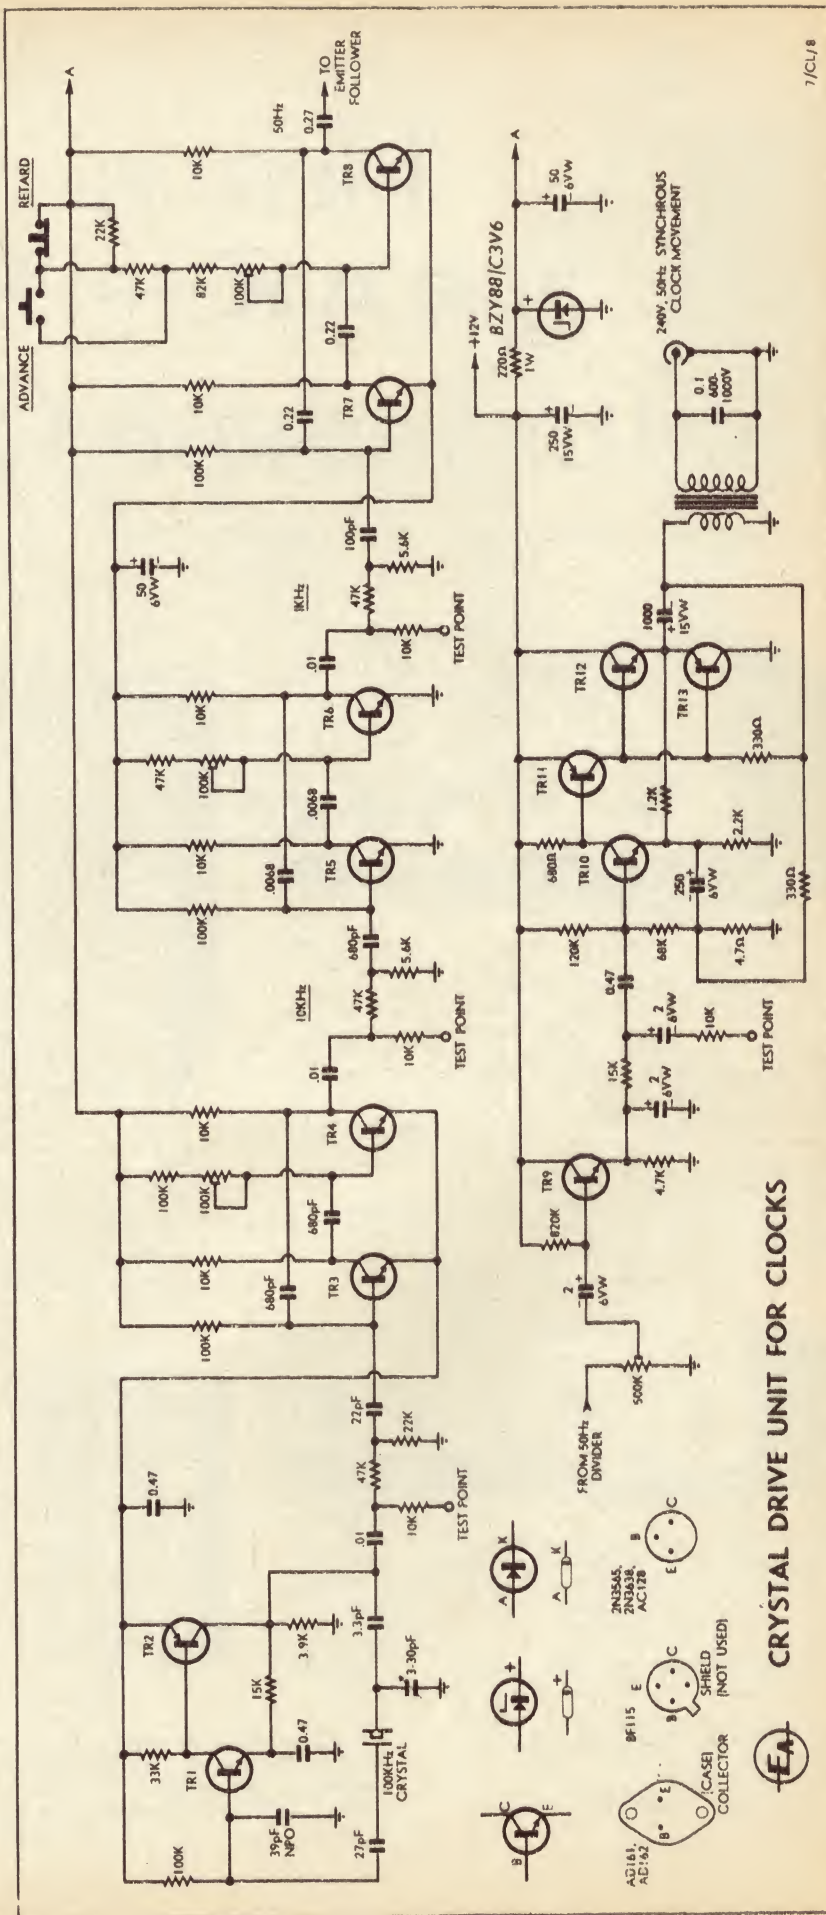 ADVANCE
RETARD
A
22K
47K
82K
100K
10K
100K
10K
0.22
0.22
TR7
TR8
50Hz
0.27
TO
EMITTER
FOLLOWER
50
6VW
1KHz
100pF
47K
5.6K
10K
TEST POINT
.01
10K
TR6
47K
100K
.0068
10K
.0068
TR5
100K
680pF
10KHz
47K
5.6K
10K
TEST POINT
.01
10K
TR4
100K
100K
680pF
10K
680pF
TR3
100K
22pF
22K
47K
0.47
10K
TEST POINT
.01
TR2
3.9K
3.3pF
15K
3-30pF
33K
TR1
0.47
100KHz
CRYSTAL
39pF
NPO
27pF
100K
A
50
6VW
BZY88/C3V6
+12V
220Ω
1W
250
15VW
240V, 50Hz SYNCHROUS
CLOCK MOVEMENT
0.1
600-
1000V
1000
15VW
TR12
TR13
TR11
330Ω
1.2K
680Ω
TR10
2.2K
250
6VW
330Ω
120K
68K
4.7Ω
0.47
2
6VW
10K
TEST POINT
15K
2
6VW
TR9
4.7K
820K
2
6VW
500K
FROM 50Hz
DIVIDER
B
C
E
+
+
A
K
A
K
AD161,
AD162
B
E
(CASE)
COLLECTOR
BF115
E
B
C
SHIELD
(NOT USED)
2N3565,
2N3638,
AC128
B
E
C
EA
CRYSTAL DRIVE UNIT FOR CLOCKS
7/CL/8